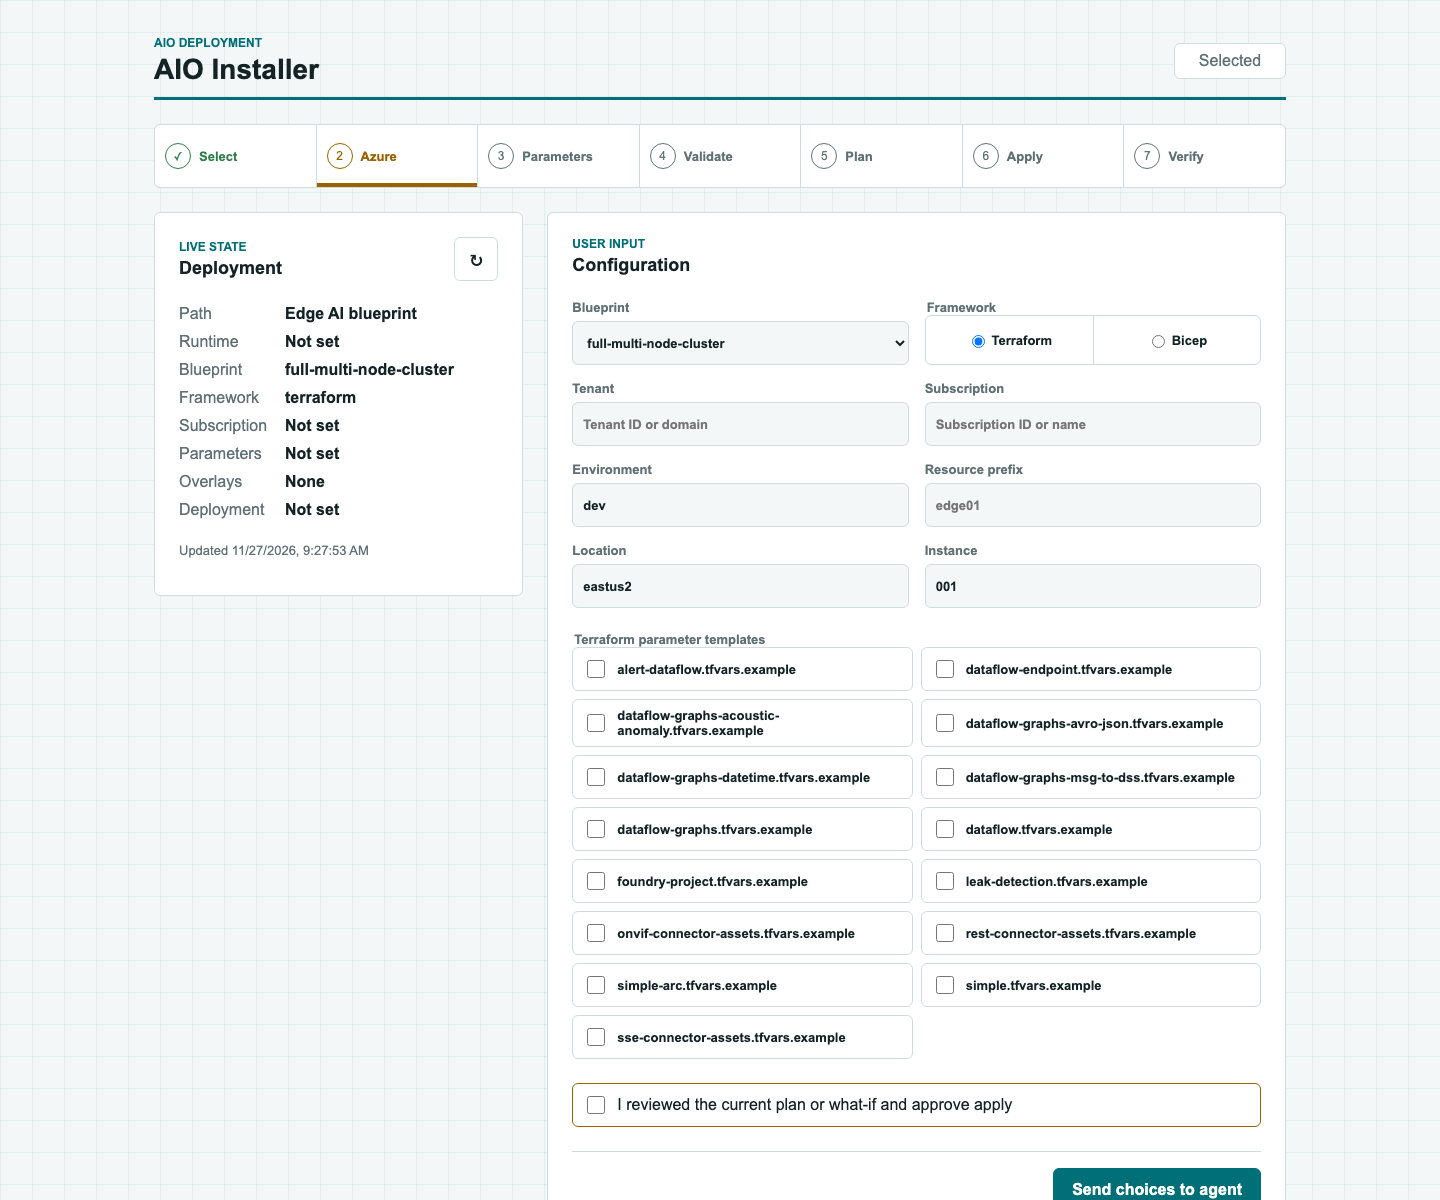 AIO DEPLOYMENT
AIO Installer
Selected
✓ Select
2 Azure
3 Parameters
4 Validate
5 Plan
6 Apply
7 Verify
LIVE STATE
Deployment
↻
Path Edge AI blueprint
Runtime Not set
Blueprint full-multi-node-cluster
Framework terraform
Subscription Not set
Parameters Not set
Overlays None
Deployment Not set
Updated 11/27/2026, 9:27:53 AM
USER INPUT
Configuration
Blueprint
full-multi-node-cluster
Framework
Terraform
Bicep
Tenant
Tenant ID or domain
Subscription
Subscription ID or name
Environment
dev
Resource prefix
edge01
Location
eastus2
Instance
001
Terraform parameter templates
alert-dataflow.tfvars.example
dataflow-endpoint.tfvars.example
dataflow-graphs-acoustic-
anomaly.tfvars.example
dataflow-graphs-avro-json.tfvars.example
dataflow-graphs-datetime.tfvars.example
dataflow-graphs-msg-to-dss.tfvars.example
dataflow-graphs.tfvars.example
dataflow.tfvars.example
foundry-project.tfvars.example
leak-detection.tfvars.example
onvif-connector-assets.tfvars.example
rest-connector-assets.tfvars.example
simple-arc.tfvars.example
simple.tfvars.example
sse-connector-assets.tfvars.example
I reviewed the current plan or what-if and approve apply
Send choices to agent